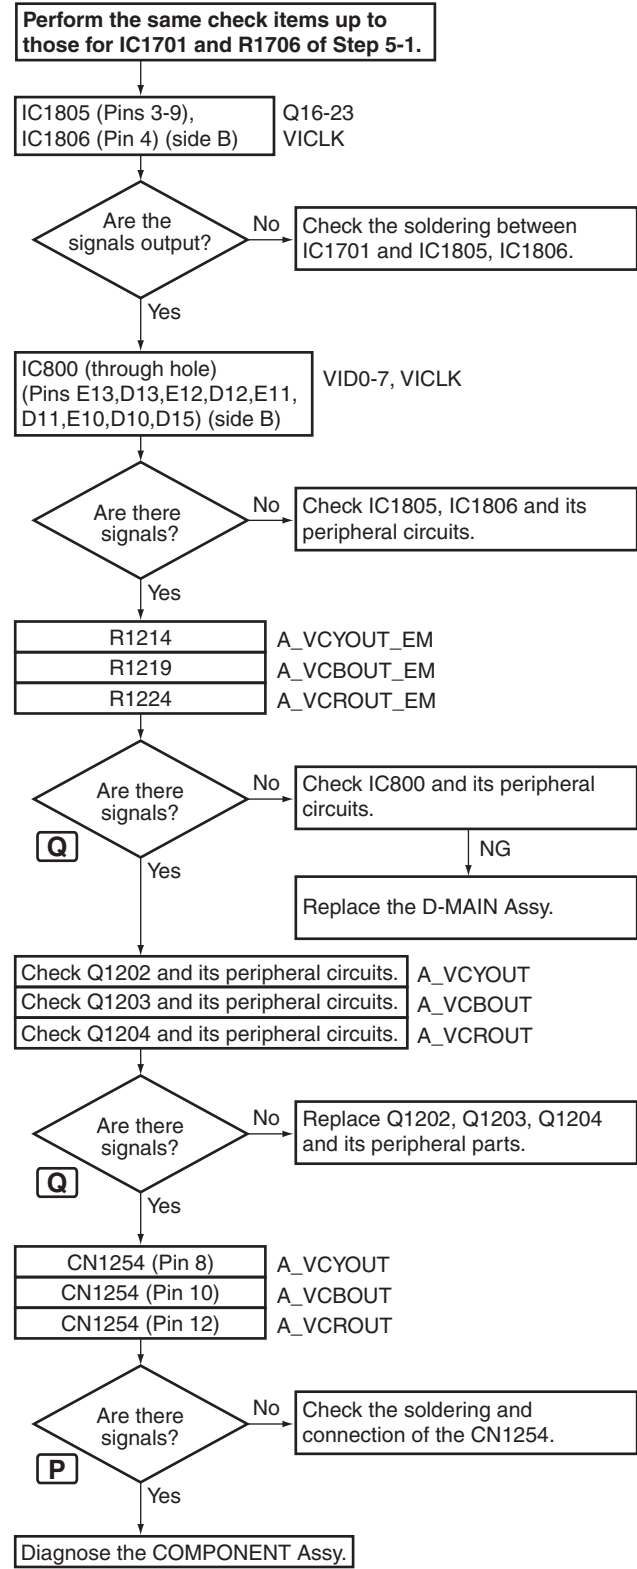 Perform the same check items up to
those for IC1701 and R1706 of Step 5-1.
IC1805 (Pins 3-9),
IC1806 (Pin 4) (side B)
Q16-23
VICLK
Are the
signals output?
No
Check the soldering between
IC1701 and IC1805, IC1806.
Yes
IC800 (through hole)
(Pins E13,D13,E12,D12,E11,
D11,E10,D10,D15) (side B)
VID0-7, VICLK
Are there
signals?
No
Check IC1805, IC1806 and its
peripheral circuits.
Yes
R1214
A_VCYOUT_EM
R1219
A_VCBOUT_EM
R1224
A_VCROUT_EM
Are there
signals?
No
Check IC800 and its peripheral
circuits.
Q
Yes
NG
Replace the D-MAIN Assy.
Check Q1202 and its peripheral circuits.
A_VCYOUT
Check Q1203 and its peripheral circuits.
A_VCBOUT
Check Q1204 and its peripheral circuits.
A_VCROUT
Are there
signals?
No
Replace Q1202, Q1203, Q1204
and its peripheral parts.
Q
Yes
CN1254 (Pin 8)
A_VCYOUT
CN1254 (Pin 10)
A_VCBOUT
CN1254 (Pin 12)
A_VCROUT
Are there
signals?
No
Check the soldering and
connection of the CN1254.
P
Yes
Diagnose the COMPONENT Assy.